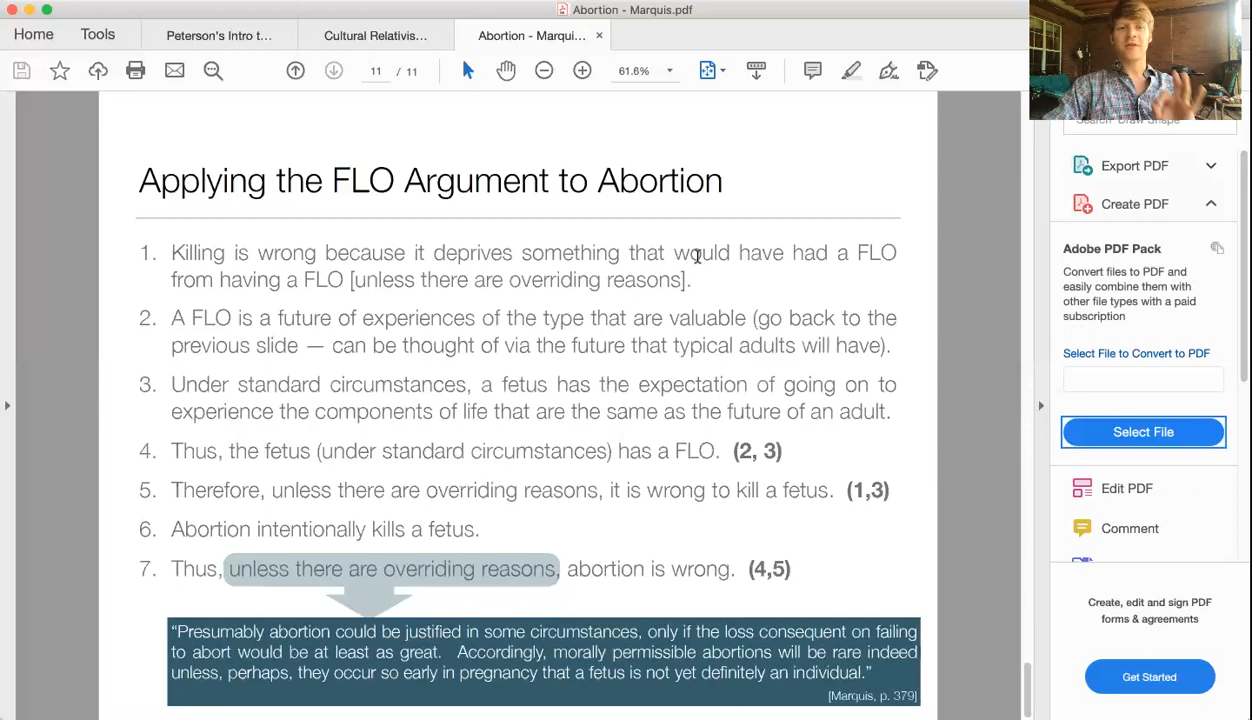 Abortion - Marquis.pdf
Home Tools Peterson's Intro t... Cultural Relativis... Abortion - Marqui... ×
11 / 11 61.6%
Applying the FLO Argument to Abortion
1. Killing is wrong because it deprives something that would have had a FLO
from having a FLO [unless there are overriding reasons].
2. A FLO is a future of experiences of the type that are valuable (go back to the
previous slide — can be thought of via the future that typical adults will have).
3. Under standard circumstances, a fetus has the expectation of going on to
experience the components of life that are the same as the future of an adult.
4. Thus, the fetus (under standard circumstances) has a FLO. (2, 3)
5. Therefore, unless there are overriding reasons, it is wrong to kill a fetus. (1,3)
6. Abortion intentionally kills a fetus.
7. Thus, unless there are overriding reasons, abortion is wrong. (4,5)
“Presumably abortion could be justified in some circumstances, only if the loss consequent on failing
to abort would be at least as great. Accordingly, morally permissible abortions will be rare indeed
unless, perhaps, they occur so early in pregnancy that a fetus is not yet definitely an individual.”
[Marquis, p. 379]
Search 'Draw Shape'
Export PDF
Create PDF
Adobe PDF Pack
Convert files to PDF and
easily combine them with
other file types with a paid
subscription
Select File to Convert to PDF
Select File
Edit PDF
Comment
Create, edit and sign PDF
forms & agreements
Get Started